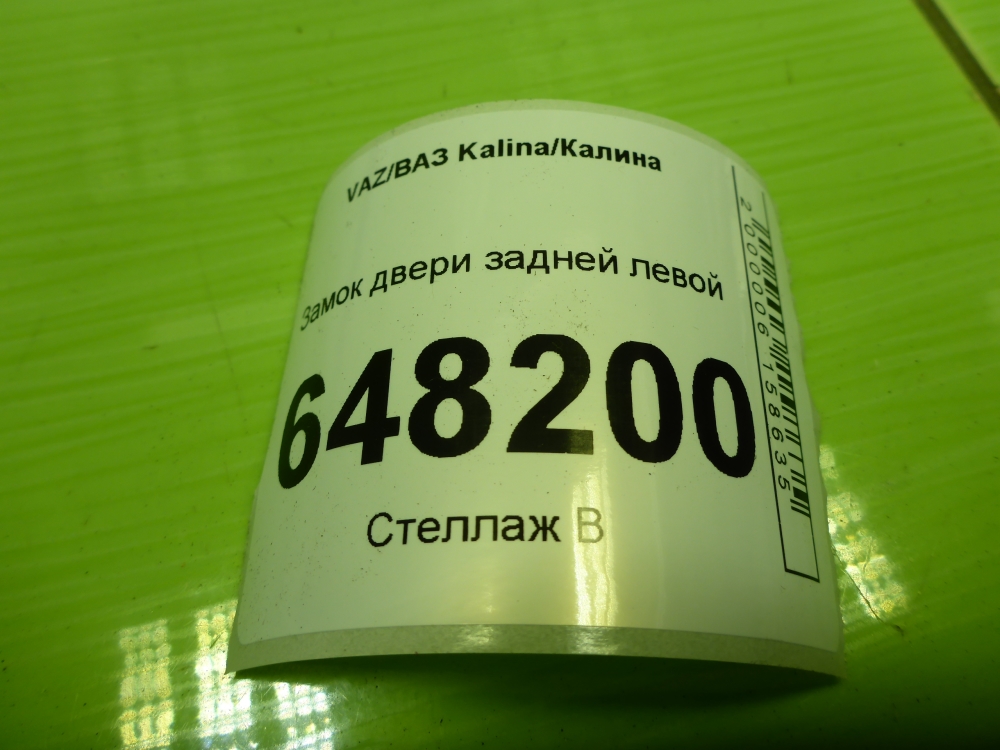 VAZ/ВАЗ Kalina/Калина
Замок двери задней левой
648200
Стеллаж В
2000006158635